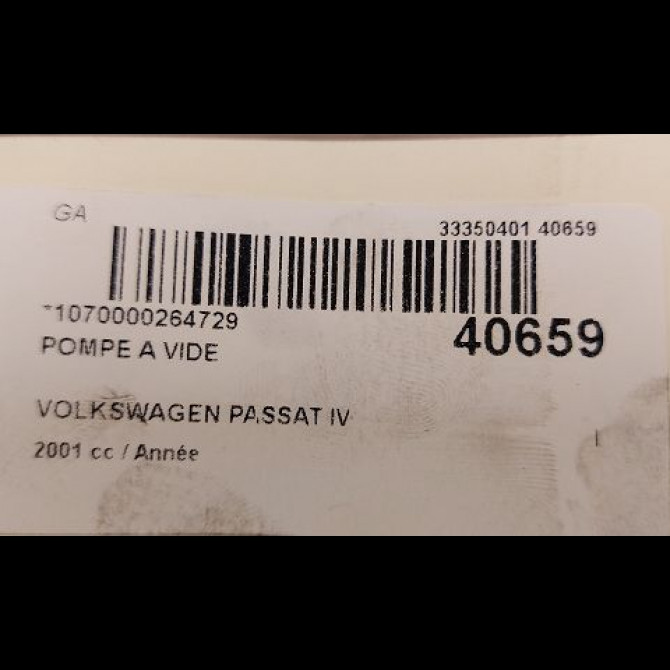 GA
33350401 40659
1070000264729
40659
POMPE A VIDE
VOLKSWAGEN PASSAT IV
2001 cc / Année